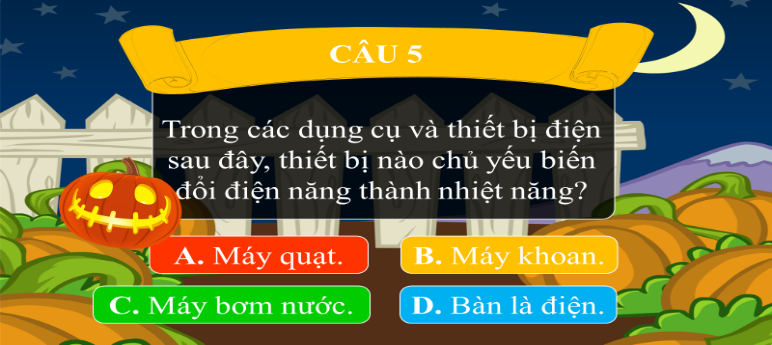 CÂU 5
Trong các dụng cụ và thiết bị điện
sau đây, thiết bị nào chủ yếu biến
đổi điện năng thành nhiệt năng?
A. Máy quạt.
B. Máy khoan.
C. Máy bơm nước.
D. Bàn là điện.